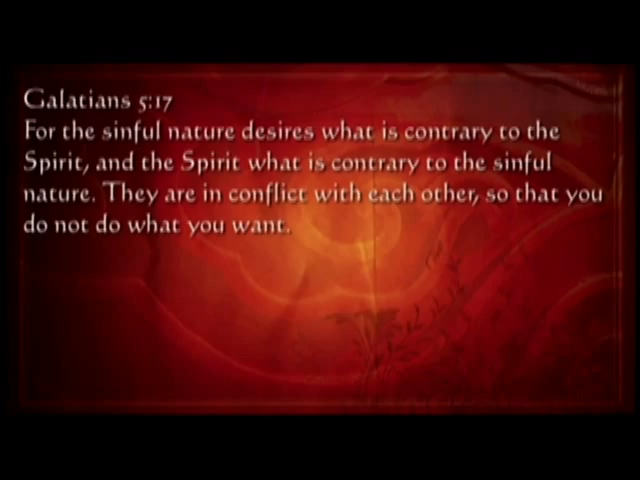 Galatians 5:17
For the sinful nature desires what is contrary to the
Spirit, and the Spirit what is contrary to the sinful
nature. They are in conflict with each other, so that you
do not do what you want.